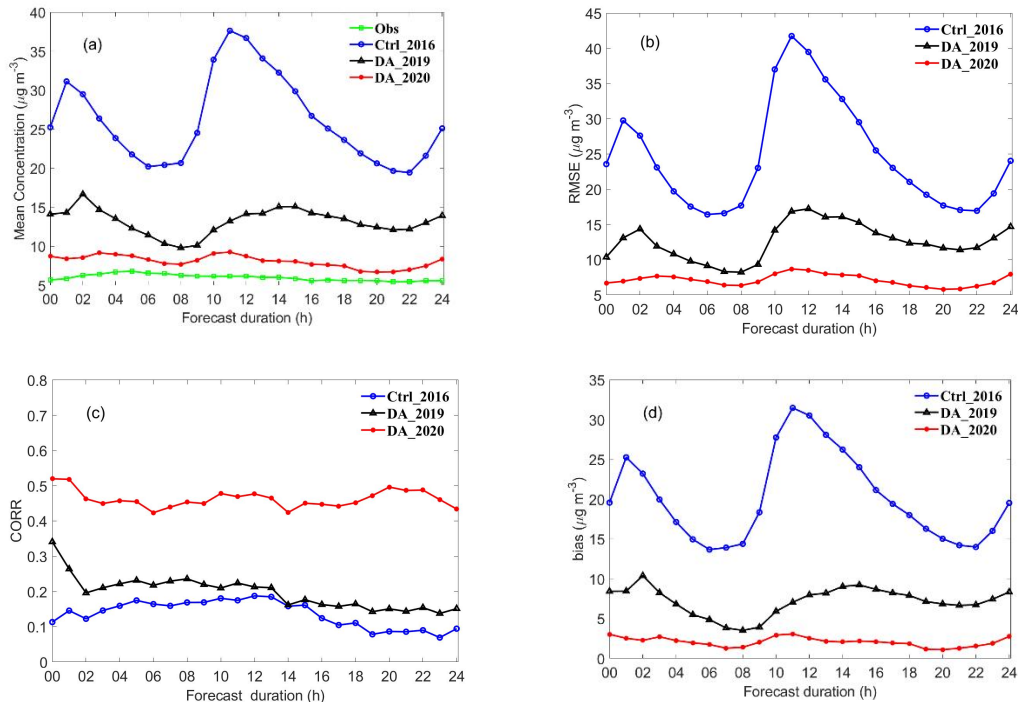 (a)
Obs
Ctrl_2016
DA_2019
DA_2020
Mean Concentration (µg m-3)
40
35
30
25
20
15
10
5
00 02 04 06 08 10 12 14 16 18 20 22 24
Forecast duration (h)
(b)
Ctrl_2016
DA_2019
DA_2020
RMSE (µg m-3)
45
40
35
30
25
20
15
10
5
00 02 04 06 08 10 12 14 16 18 20 22 24
Forecast duration (h)
(c)
Ctrl_2016
DA_2019
DA_2020
CORR
0.8
0.7
0.6
0.5
0.4
0.3
0.2
0.1
0
00 02 04 06 08 10 12 14 16 18 20 22 24
Forecast duration (h)
(d)
Ctrl_2016
DA_2019
DA_2020
bias (µg m-3)
35
30
25
20
15
10
5
0
00 02 04 06 08 10 12 14 16 18 20 22 24
Forecast duration (h)